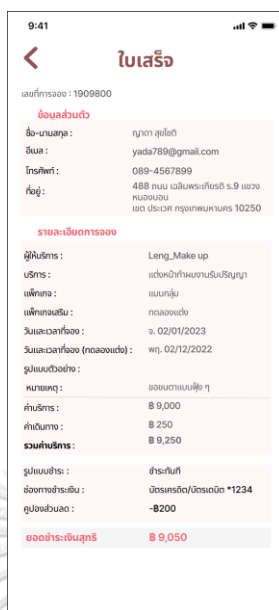 9:41
ใบเสร็จ
เลขที่การจอง : 1909800
ข้อมูลส่วนตัว
ชื่อ-นามสกุล : ญาดา สุขโชติ
อีเมล : yada789@gmail.com
โทรศัพท์ : 089-4567899
ที่อยู่ : 488 ถนน เฉลิมพระเกียรติ ร.9 แขวง
หนองบอน
เขต ประเวศ กรุงเทพมหานคร 10250
รายละเอียดการจอง
ผู้ให้บริการ : Leng_Make up
บริการ : แต่งหน้าทำผมงานรับปริญญา
แพ็กเกจ : แบบกลุ่ม
แพ็กเกจเสริม : ทดลองแต่ง
วันและเวลาที่จอง : จ. 02/01/2023
วันและเวลาที่จอง (ทดลองแต่ง) : พฤ. 02/12/2022
รูปแบบตัวอย่าง :
หมายเหตุ : ขอขนตาแบบฟุ้ง ๆ
ค่าบริการ : ฿ 9,000
ค่าเดินทาง : ฿ 250
รวมค่าบริการ : ฿ 9,250
รูปแบบชำระ : ชำระทันที
ช่องทางชำระเงิน : บัตรเครดิต/บัตรเดบิต *1234
คูปองส่วนลด : -฿200
ยอดชำระเงินสุทธิ ฿ 9,050